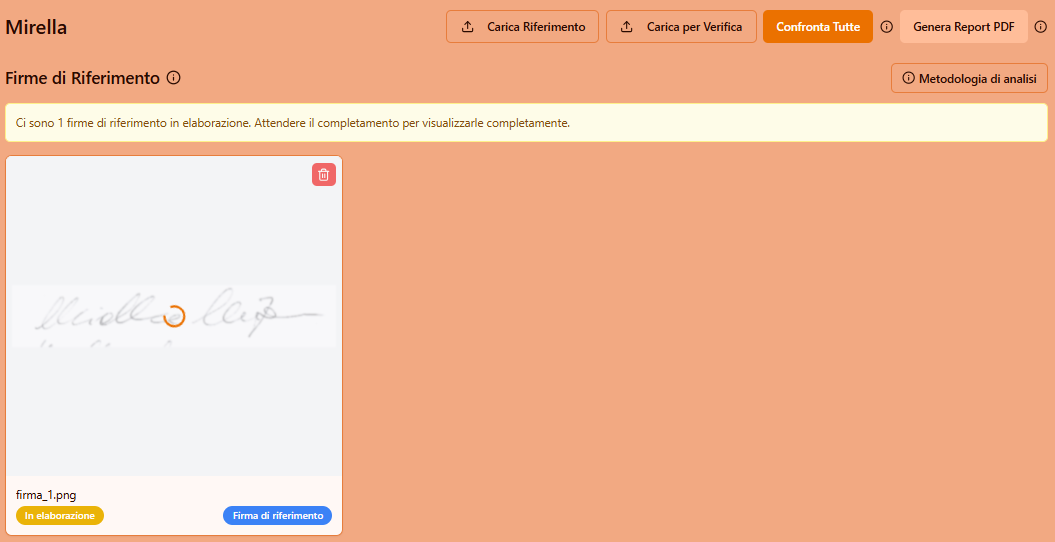 Mirella
Carica Riferimento
Carica per Verifica
Confronta Tutte
Genera Report PDF
Firme di Riferimento
Metodologia di analisi
Ci sono 1 firme di riferimento in elaborazione. Attendere il completamento per visualizzarle completamente.
firma_1.png
In elaborazione
Firma di riferimento